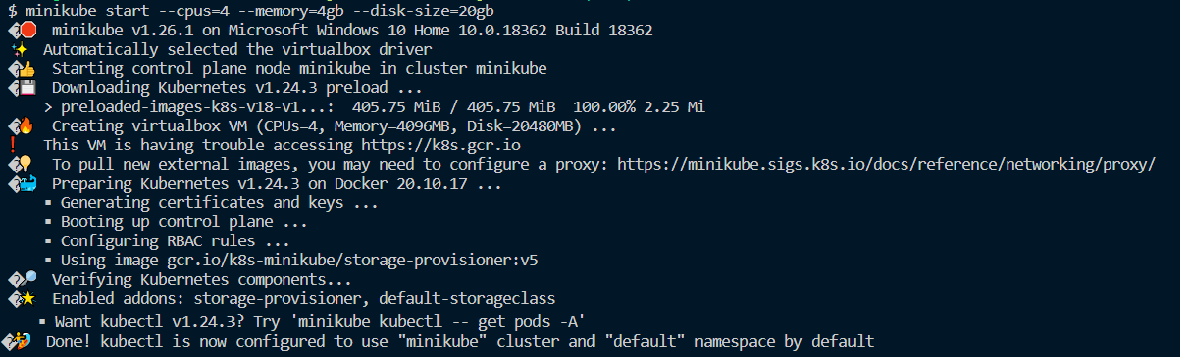 $ minikube start --cpus=4 --memory=4gb --disk-size=20gb
�🛑  minikube v1.26.1 on Microsoft Windows 10 Home 10.0.18362 Build 18362
✨  Automatically selected the virtualbox driver
�👍  Starting control plane node minikube in cluster minikube
�💾  Downloading Kubernetes v1.24.3 preload ...
    > preloaded-images-k8s-v18-v1...:  405.75 MiB / 405.75 MiB  100.00% 2.25 Mi
�🔥  Creating virtualbox VM (CPUs=4, Memory=4096MB, Disk=20480MB) ...
❗  This VM is having trouble accessing https://k8s.gcr.io
�💡  To pull new external images, you may need to configure a proxy: https://minikube.sigs.k8s.io/docs/reference/networking/proxy/
�🐳  Preparing Kubernetes v1.24.3 on Docker 20.10.17 ...
    ▪ Generating certificates and keys ...
    ▪ Booting up control plane ...
    ▪ Configuring RBAC rules ...
    ▪ Using image gcr.io/k8s-minikube/storage-provisioner:v5
�🔎  Verifying Kubernetes components...
�🌟  Enabled addons: storage-provisioner, default-storageclass
    ▪ Want kubectl v1.24.3? Try 'minikube kubectl -- get pods -A'
�🏄  Done! kubectl is now configured to use "minikube" cluster and "default" namespace by default